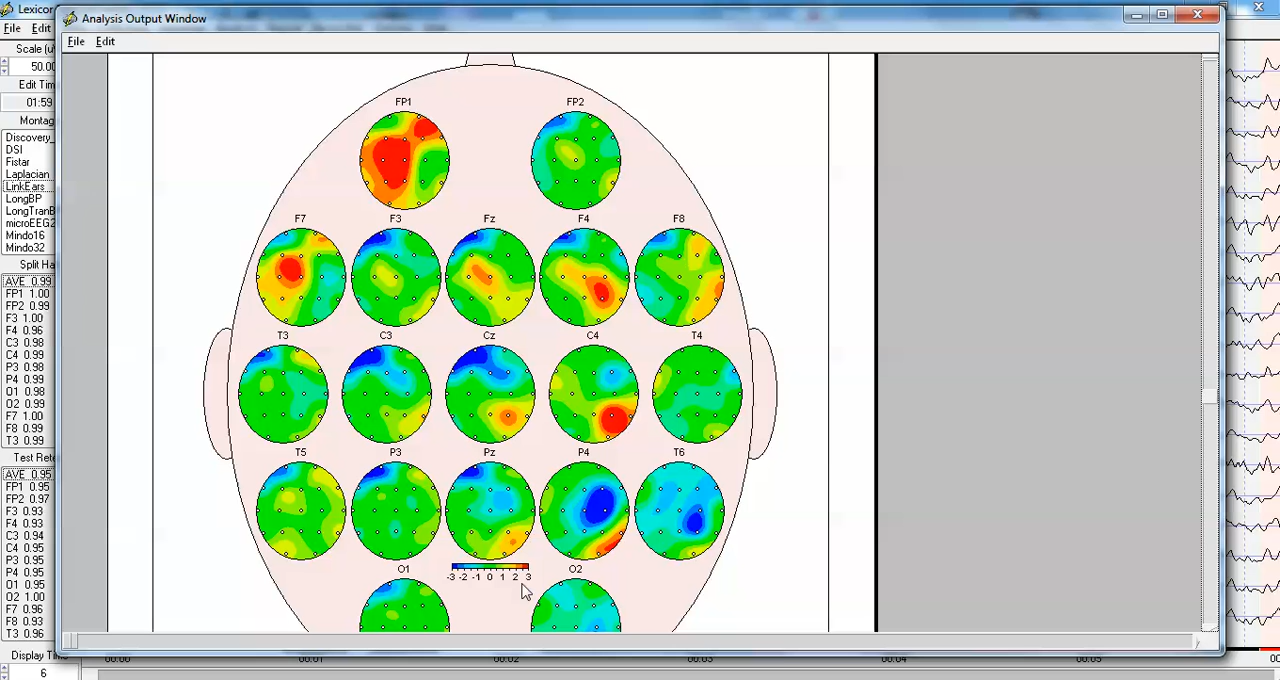 Lexicor
Analysis Output Window
File Edit
File Edit
Scale (u
50.00
Edit Tim
01:59
Montag
Discovery_
DSI
Fistar
Laplacian
LinkEars
LongBP
LongTranB
microEEG2
Mindo16
Mindo32
Split Ha
AVE 0.99
FP1 1.00
FP2 0.99
F3 1.00
F4 0.96
C3 0.98
C4 0.99
P3 0.98
P4 0.99
O1 0.98
O2 0.99
F7 1.00
F8 0.99
T3 0.99
Test Rete
AVE 0.95
FP1 0.95
FP2 0.97
F3 0.93
F4 0.93
C3 0.94
C4 0.95
P3 0.95
P4 0.95
O1 0.95
O2 1.00
F7 0.96
F8 0.93
T3 0.96
Display Time
6
FP1 FP2
F7 F3 Fz F4 F8
T3 C3 Cz C4 T4
T5 P3 Pz P4 T6
O1 O2
-3 -2 -1 0 1 2 3
00:00 00:01 00:02 00:03 00:04 00:05 00